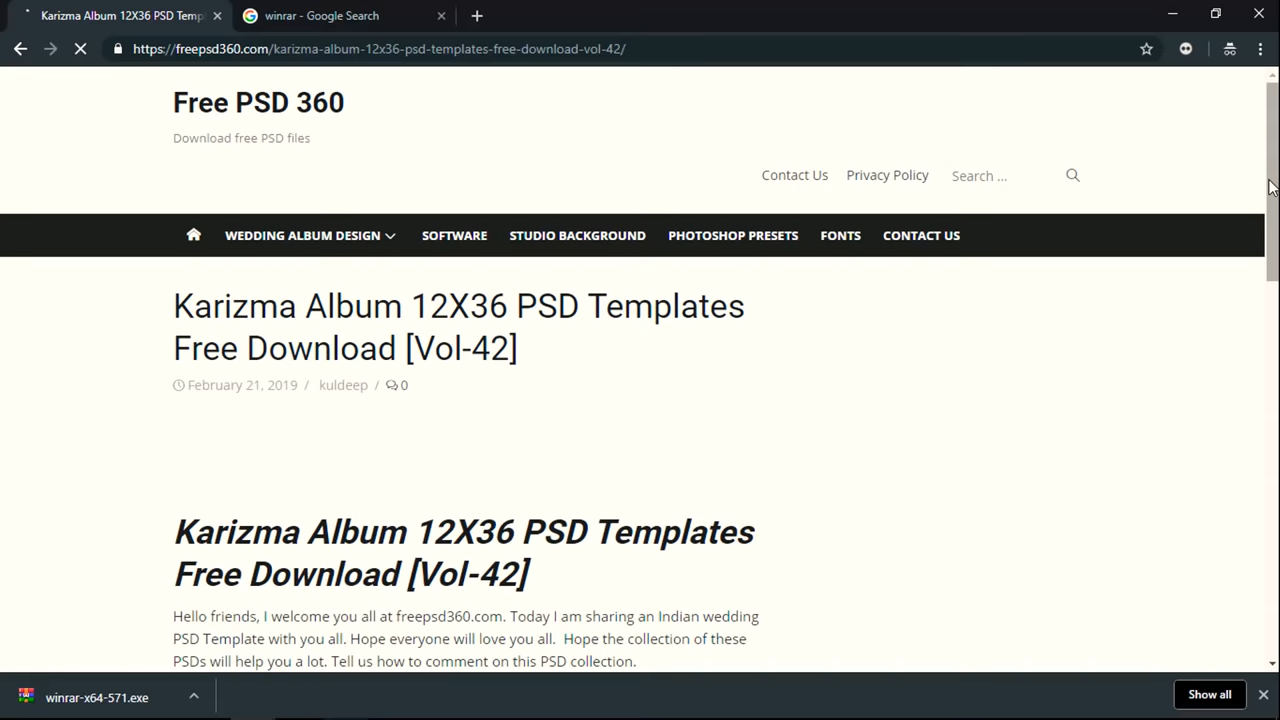 Karizma Album 12X36 PSD Temp
winrar - Google Search
https://freepsd360.com/karizma-album-12x36-psd-templates-free-download-vol-42/
Free PSD 360
Download free PSD files
Contact Us Privacy Policy Search ...
WEDDING ALBUM DESIGN SOFTWARE STUDIO BACKGROUND PHOTOSHOP PRESETS FONTS CONTACT US
Karizma Album 12X36 PSD Templates
Free Download [Vol-42]
February 21, 2019 / kuldeep / 0
Karizma Album 12X36 PSD Templates
Free Download [Vol-42]
Hello friends, I welcome you all at freepsd360.com. Today I am sharing an Indian wedding
PSD Template with you all. Hope everyone will love you all. Hope the collection of these
PSDs will help you a lot. Tell us how to comment on this PSD collection.
winrar-x64-571.exe
Show all